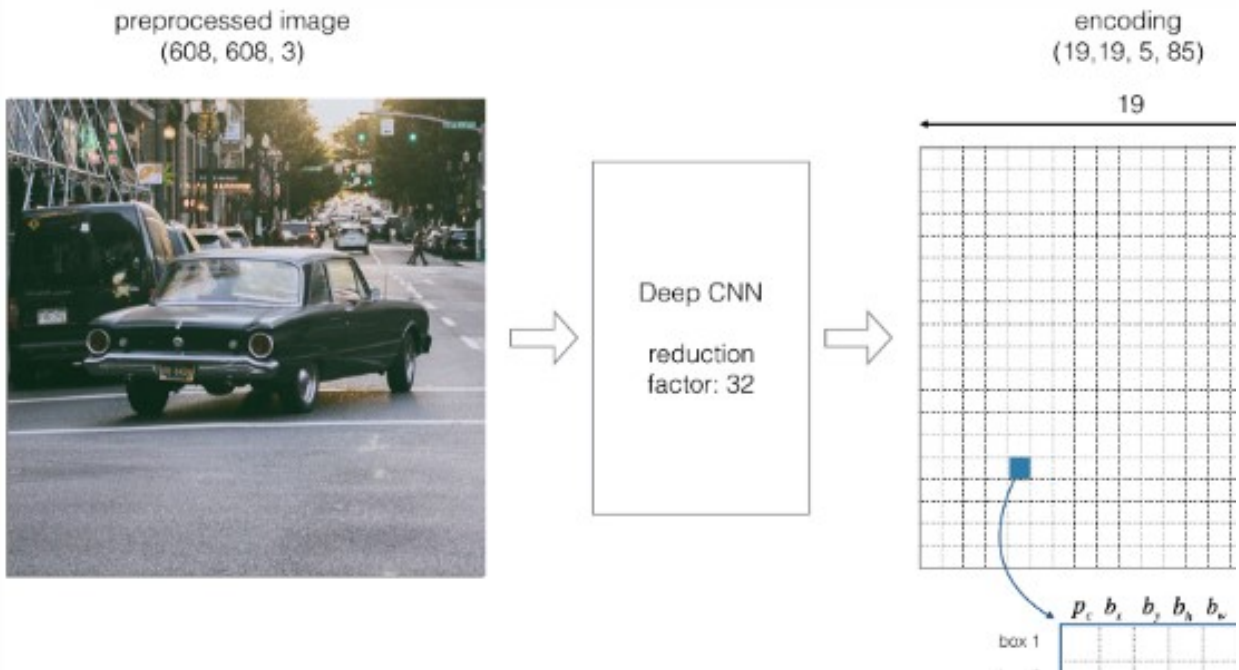 preprocessed image
(608, 608, 3)
encoding
(19,19, 5, 85)
19
Deep CNN
reduction
factor: 32
p_c b_x b_y b_h b_w
box 1